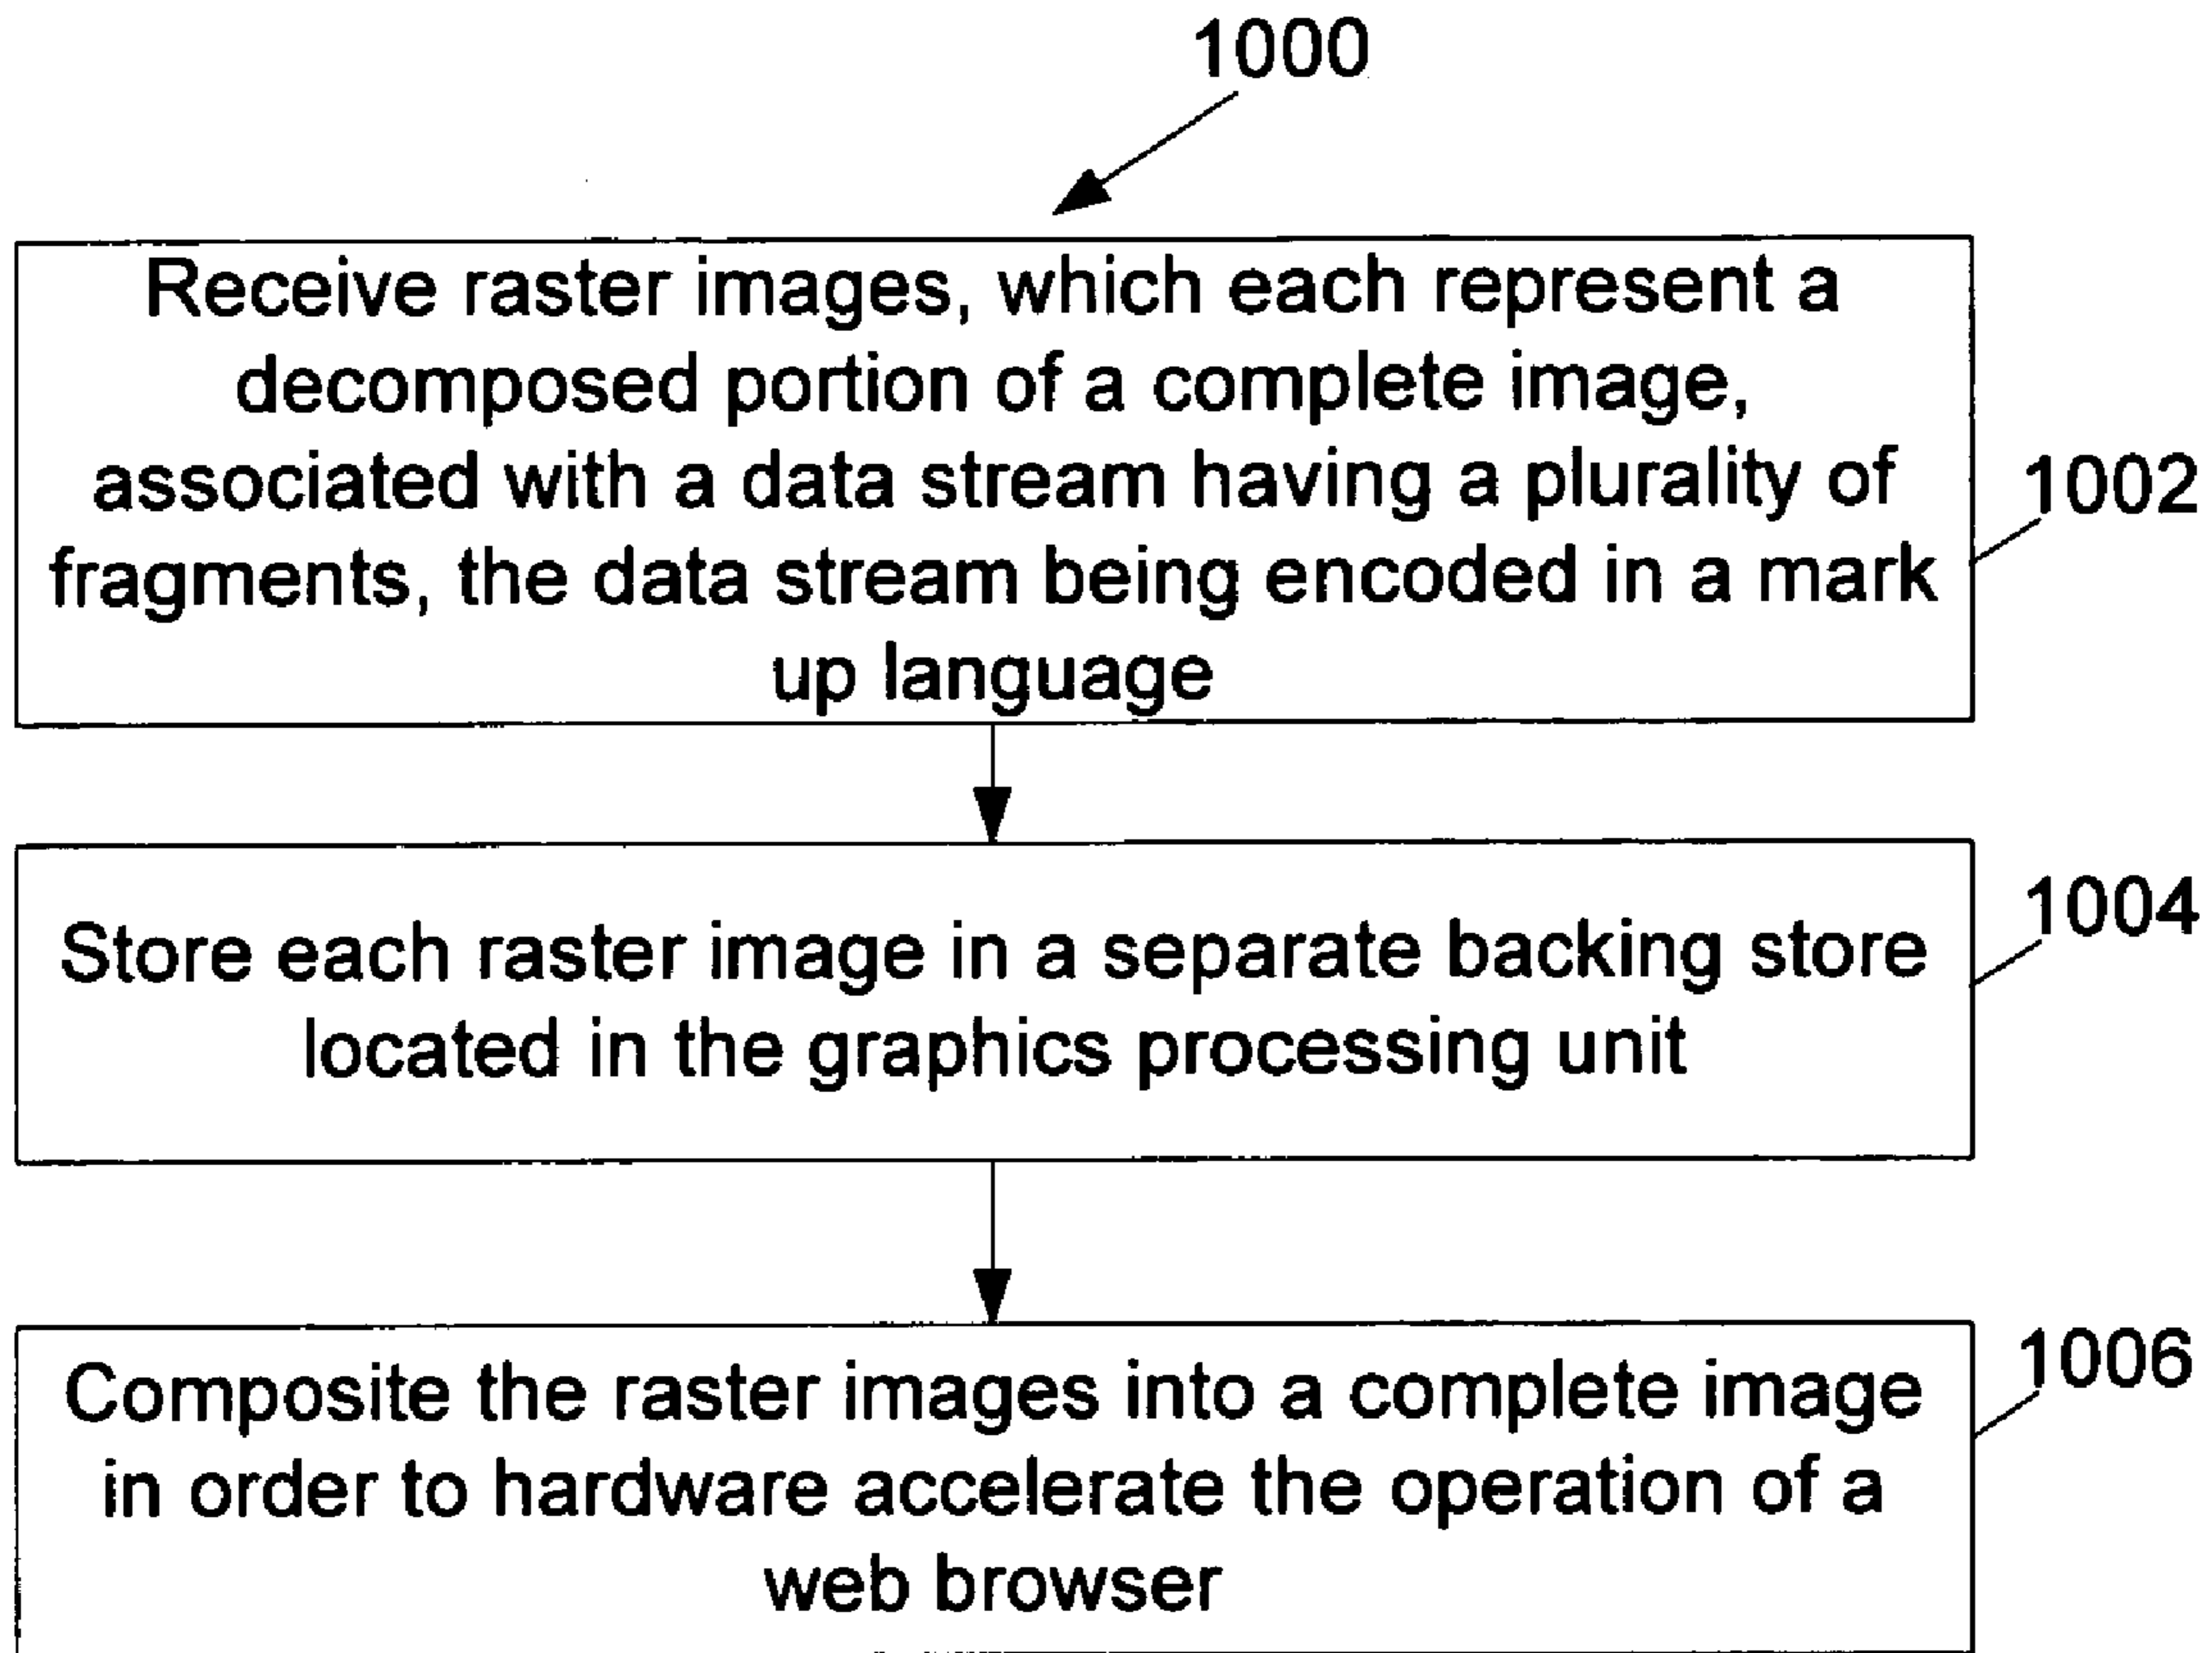 1000
Receive raster images, which each represent a
decomposed portion of a complete image,
associated with a data stream having a plurality of
fragments, the data stream being encoded in a mark
up language
1002
Store each raster image in a separate backing store
located in the graphics processing unit
1004
Composite the raster images into a complete image
in order to hardware accelerate the operation of a
web browser
1006